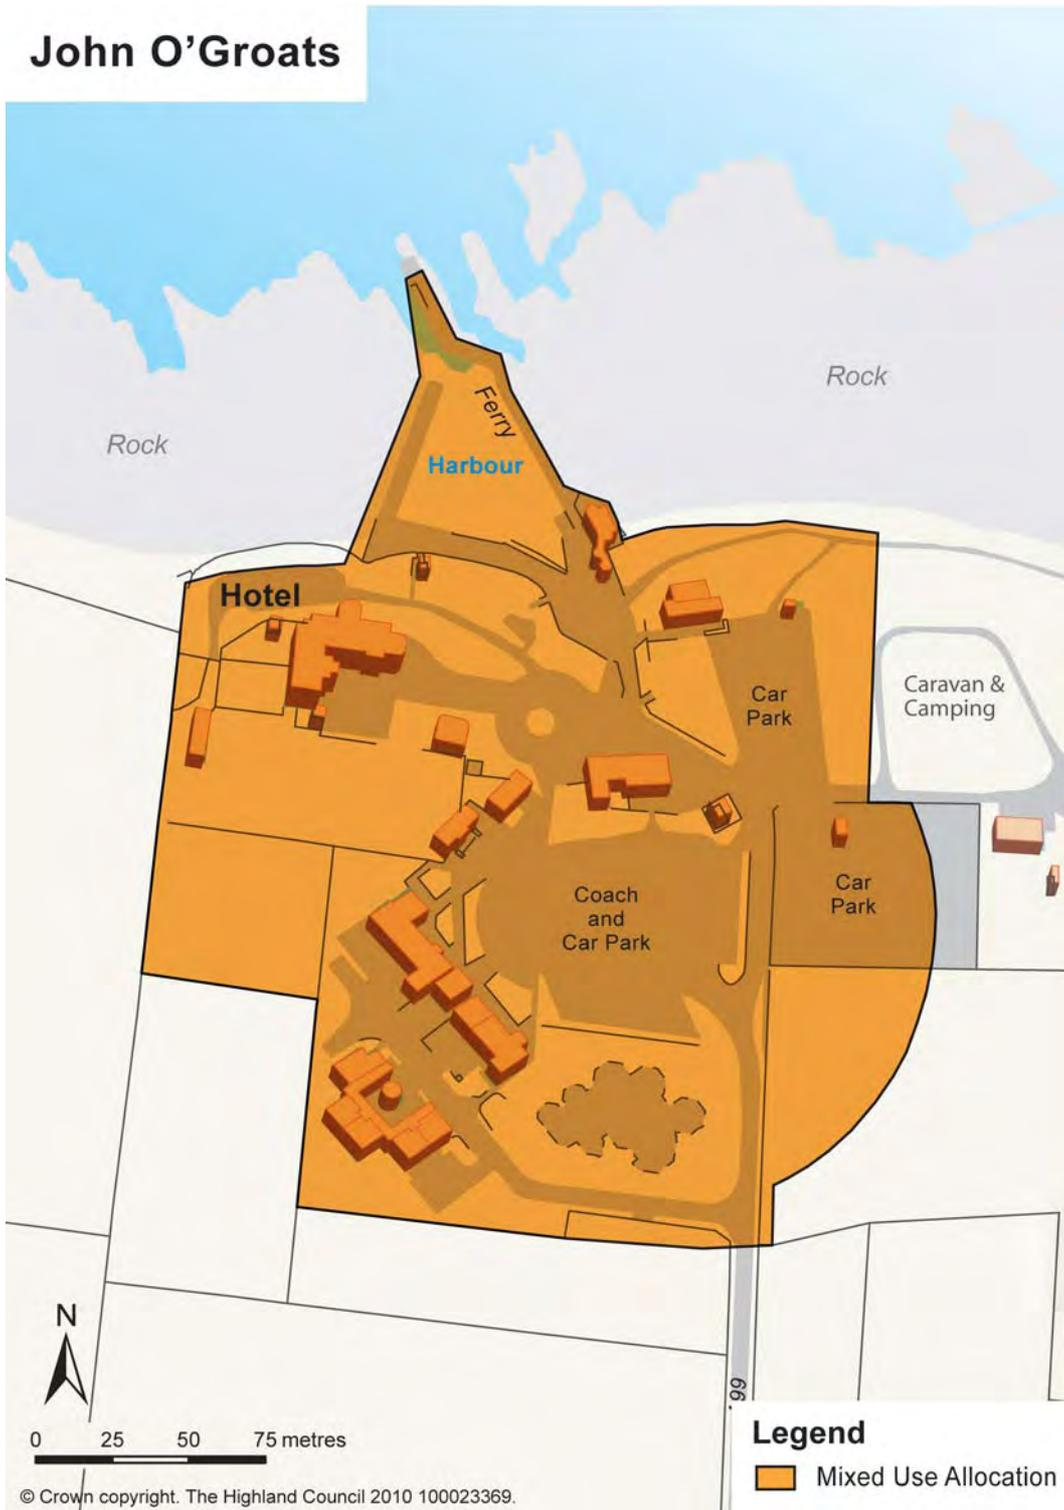 John O'Groats
Rock
Rock
Ferry
Harbour
Hotel
Car
Park
Caravan &
Camping
Car
Park
Coach
and
Car Park
N
0 25 50 75 metres
Legend
Mixed Use Allocation
© Crown copyright. The Highland Council 2010 100023369.